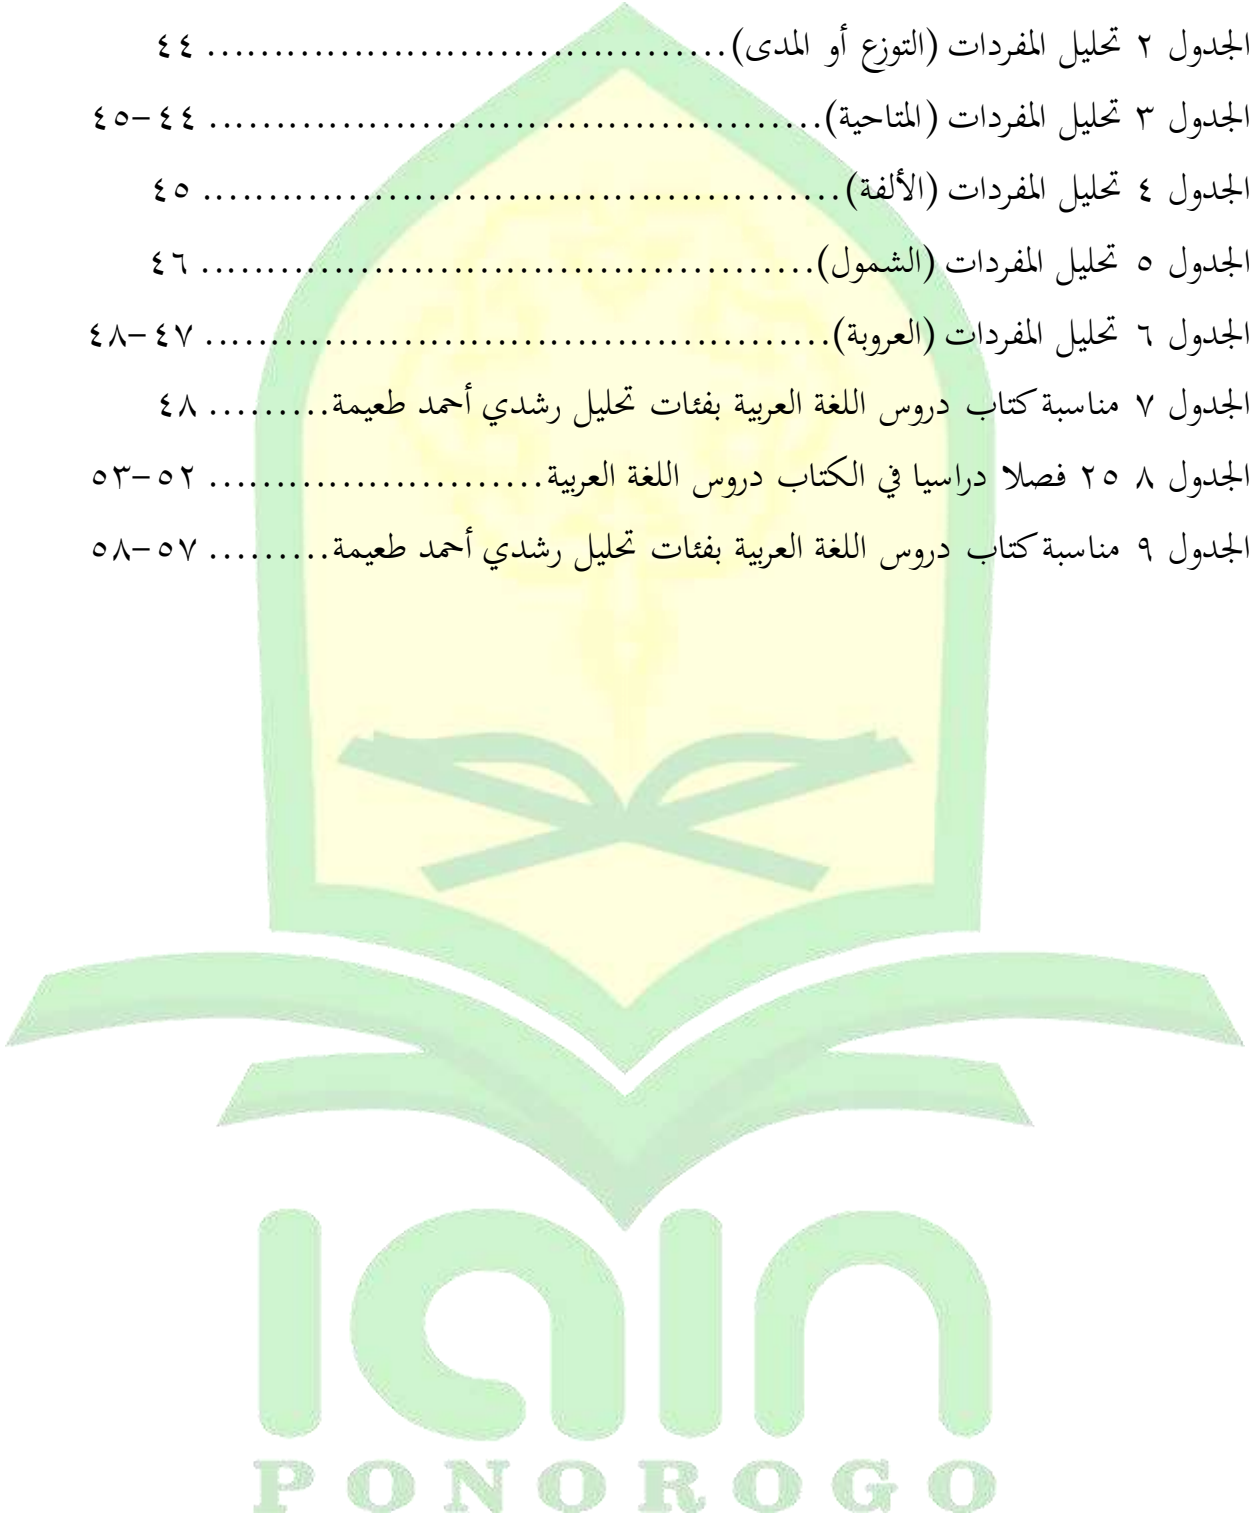 الجدول ٢ تحليل المفردات (التوزع أو المدى)....................................... ٤٤
الجدول ٣ تحليل المفردات (المتاحية).............................................. ٤٤-٤٥
الجدول ٤ تحليل المفردات (الألفة)................................................ ٤٥
الجدول ٥ تحليل المفردات (الشمول).............................................. ٤٦
الجدول ٦ تحليل المفردات (العروبة)............................................... ٤٧-٤٨
الجدول ٧ مناسبة كتاب دروس اللغة العربية بفئات تحليل رشدي أحمد طعيمة.......... ٤٨
الجدول ٨ ٢٥ فصلا دراسيا في الكتاب دروس اللغة العربية......................... ٥٢-٥٣
الجدول ٩ مناسبة كتاب دروس اللغة العربية بفئات تحليل رشدي أحمد طعيمة.......... ٥٧-٥٨
iain
PONOROGO